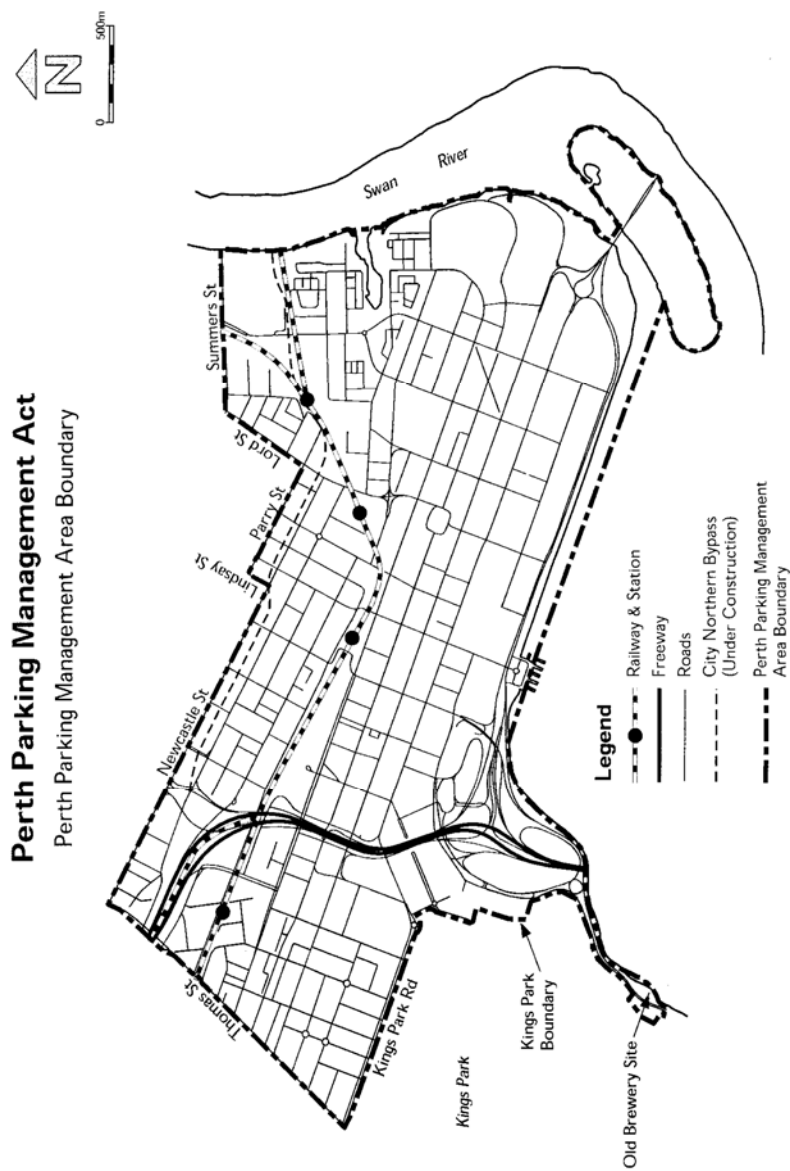 Perth Parking Management Act
Perth Parking Management Area Boundary
N
0 500m
Summers St
Lord St
Parry St
Lindsay St
Newcastle St
Thomas St
Kings Park Rd
Kings Park
Kings Park
Boundary
Old Brewery Site
Swan River
Legend
Railway & Station
Freeway
Roads
City Northern Bypass
(Under Construction)
Perth Parking Management
Area Boundary